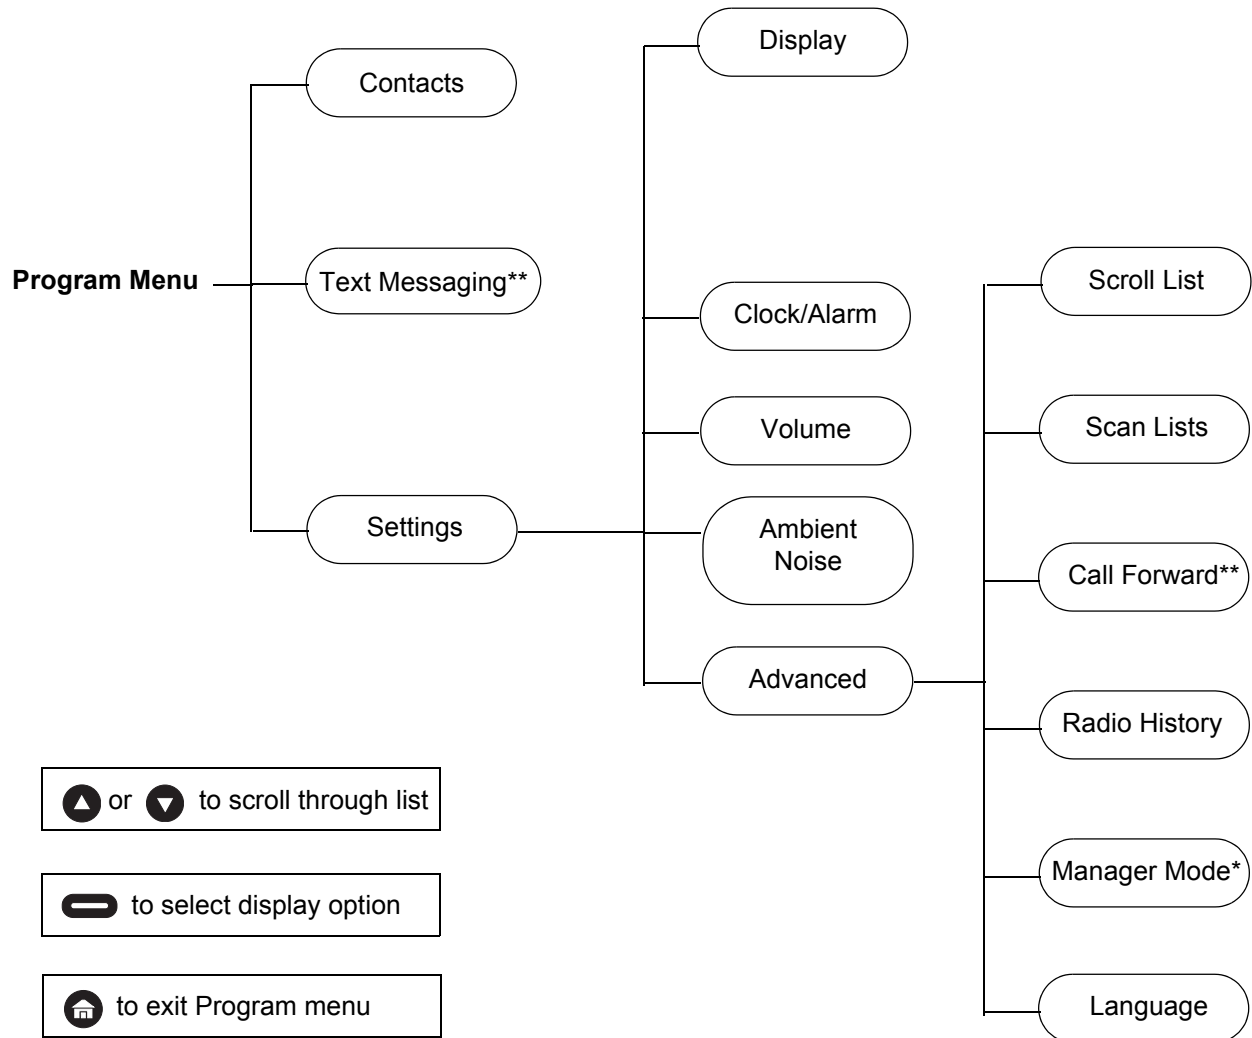 Program Menu
Contacts
Text Messaging**
Settings
Display
Clock/Alarm
Volume
Ambient
Noise
Advanced
Scroll List
Scan Lists
Call Forward**
Radio History
Manager Mode*
Language
or to scroll through list
to select display option
to exit Program menu